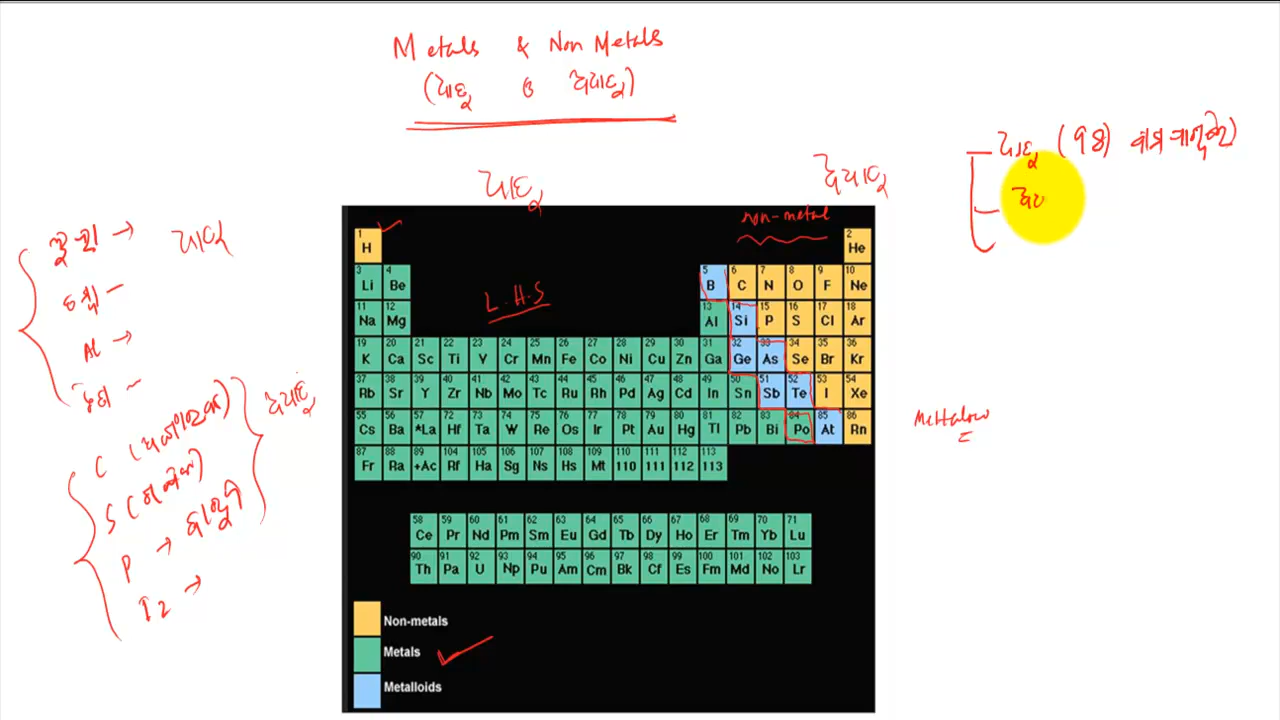 Metals & Non Metals
(ଧାତୁ ଓ ଅଧାତୁ)
ଧାତୁ
ଅଧାତୁ
ଧାତୁ
ଅଧ
non-metal
L.H.S
ଧାତୁ
Al →
C
S
P →
I2 →
ଅଧାତୁ
1 H 2 He
3 Li 4 Be 5 B 6 C 7 N 8 O 9 F 10 Ne
11 Na 12 Mg 13 Al 14 Si 15 P 16 S 17 Cl 18 Ar
19 K 20 Ca 21 Sc 22 Ti 23 V 24 Cr 25 Mn 26 Fe 27 Co 28 Ni 29 Cu 30 Zn 31 Ga 32 Ge 33 As 34 Se 35 Br 36 Kr
37 Rb 38 Sr 39 Y 40 Zr 41 Nb 42 Mo 43 Tc 44 Ru 45 Rh 46 Pd 47 Ag 48 Cd 49 In 50 Sn 51 Sb 52 Te 53 I 54 Xe
55 Cs 56 Ba 57 *La 72 Hf 73 Ta 74 W 75 Re 76 Os 77 Ir 78 Pt 79 Au 80 Hg 81 Tl 82 Pb 83 Bi 84 Po 85 At 86 Rn
87 Fr 88 Ra 89 +Ac 104 Rf 105 Ha 106 Sg 107 Ns 108 Hs 109 Mt 110 110 111 111 112 112 113 113
58 Ce 59 Pr 60 Nd 61 Pm 62 Sm 63 Eu 64 Gd 65 Tb 66 Dy 67 Ho 68 Er 69 Tm 70 Yb 71 Lu
90 Th 91 Pa 92 U 93 Np 94 Pu 95 Am 96 Cm 97 Bk 98 Cf 99 Es 100 Fm 101 Md 102 No 103 Lr
Non-metals
Metals
Metalloids